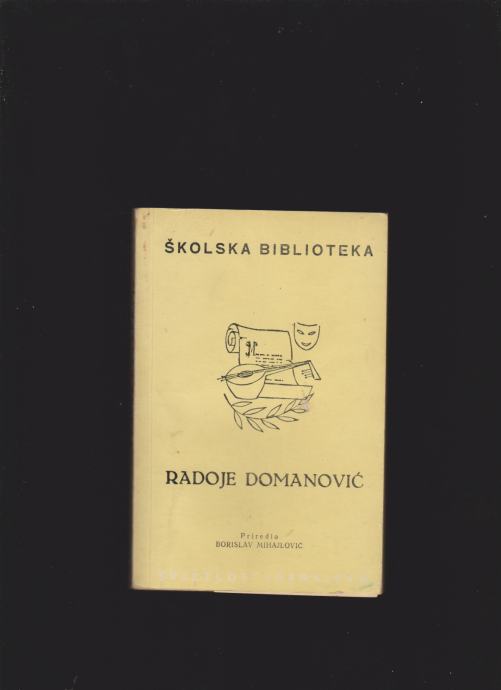 ŠKOLSKA BIBLIOTEKA
RADOJE DOMANOVIĆ
Priredio
BORISLAV MIHAJLOVIĆ